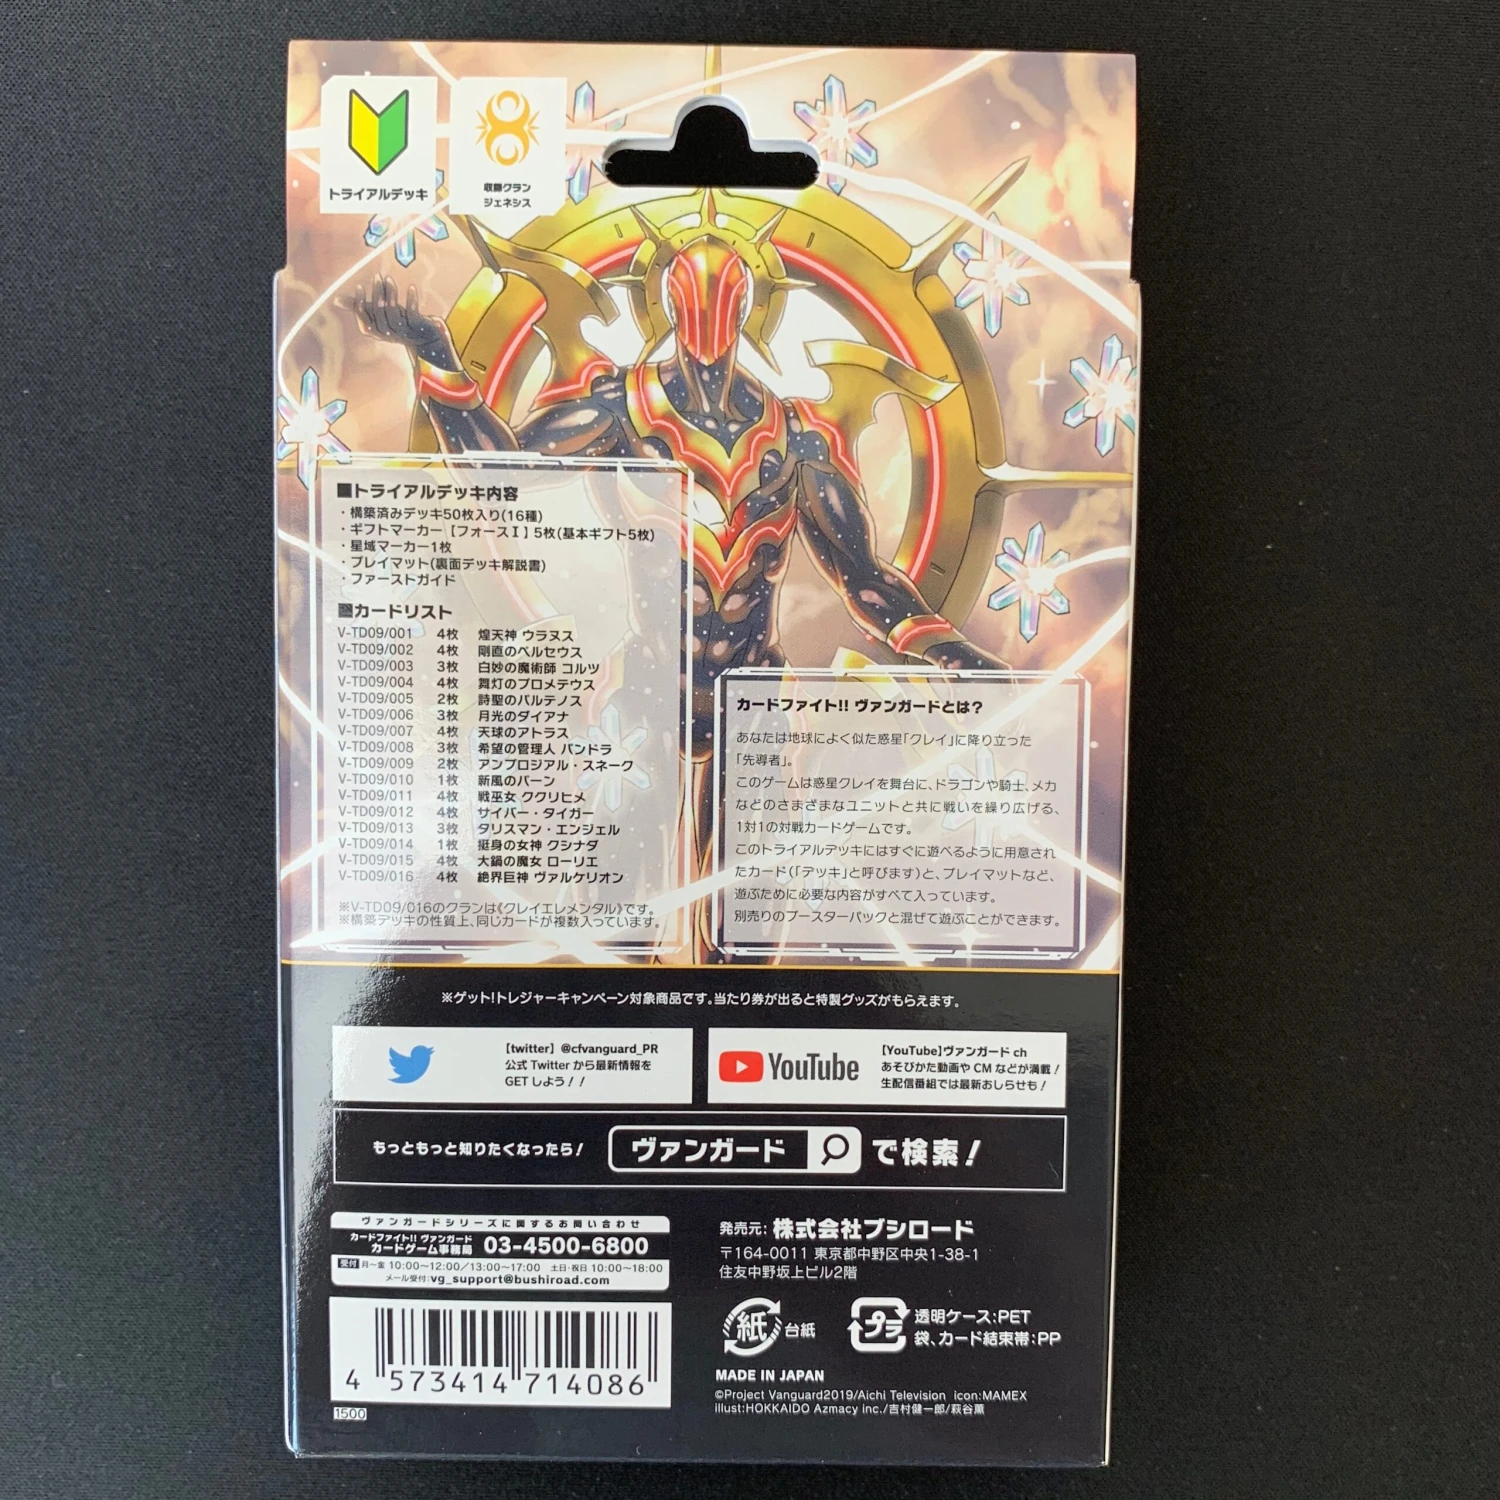 トライアルデッキ
収録クラン
ジェネシス
■トライアルデッキ内容
・構築済みデッキ50枚入り(16種)
・ギフトマーカー【フォースⅠ】5枚(基本ギフト5枚)
・星域マーカー1枚
・プレイマット(裏面デッキ解説書)
・ファーストガイド
■カードリスト
V-TD09/001 4枚 煌天神 ウラヌス
V-TD09/002 4枚 剛直のペルセウス
V-TD09/003 3枚 白妙の魔術師 コルツ
V-TD09/004 4枚 舞灯のプロメテウス
V-TD09/005 2枚 詩聖のパルテノス
V-TD09/006 3枚 月光のダイアナ
V-TD09/007 4枚 天球のアトラス
V-TD09/008 3枚 希望の管理人 パンドラ
V-TD09/009 2枚 アンブロジアル・スネーク
V-TD09/010 1枚 新風のバーン
V-TD09/011 4枚 戦巫女 ククリヒメ
V-TD09/012 4枚 サイバー・タイガー
V-TD09/013 3枚 タリスマン・エンジェル
V-TD09/014 1枚 挺身の女神 クシナダ
V-TD09/015 4枚 大鍋の魔女 ローリエ
V-TD09/016 4枚 絶界巨神 ヴァルケリオン
※V-TD09/016のクランは《クレイエレメンタル》です。
※構築デッキの性質上、同じカードが複数入っています。
カードファイト!! ヴァンガードとは?
あなたは地球によく似た惑星「クレイ」に降り立った
「先導者」。
このゲームは惑星クレイを舞台に、ドラゴンや騎士、メカ
などのさまざまなユニットと共に戦いを繰り広げる、
1対1の対戦カードゲームです。
このトライアルデッキにはすぐに遊べるように用意され
たカード(「デッキ」と呼びます)と、プレイマットなど、
遊ぶために必要な内容がすべて入っています。
別売りのブースターパックと混ぜて遊ぶことができます。
※ゲット!トレジャーキャンペーン対象商品です。当たり券が出ると特製グッズがもらえます。
【twitter】@cfvanguard_PR
公式Twitterから最新情報を
GETしよう!!
YouTube
【YouTube】ヴァンガードch
あそびかた動画やCMなどが満載!
生配信番組では最新おしらせも!
もっともっと知りたくなったら! ヴァンガード で検索!
ヴァンガードシリーズに関するお問い合わせ
カードファイト!! ヴァンガード
カードゲーム事務局 03-4500-6800
受付 月～金 10:00～12:00/13:00～17:00 土日・祝日 10:00～18:00
メール受付:vg_support@bushiroad.com
発売元: 株式会社ブシロード
〒164-0011 東京都中野区中央1-38-1
住友中野坂上ビル2階
紙 台紙
プラ 透明ケース:PET
袋、カード結束帯:PP
MADE IN JAPAN
©Project Vanguard2019/Aichi Television icon:MAMEX
illust:HOKKAIDO Azmacy inc./吉村健一郎/萩谷薫
4 573414 714086
1500